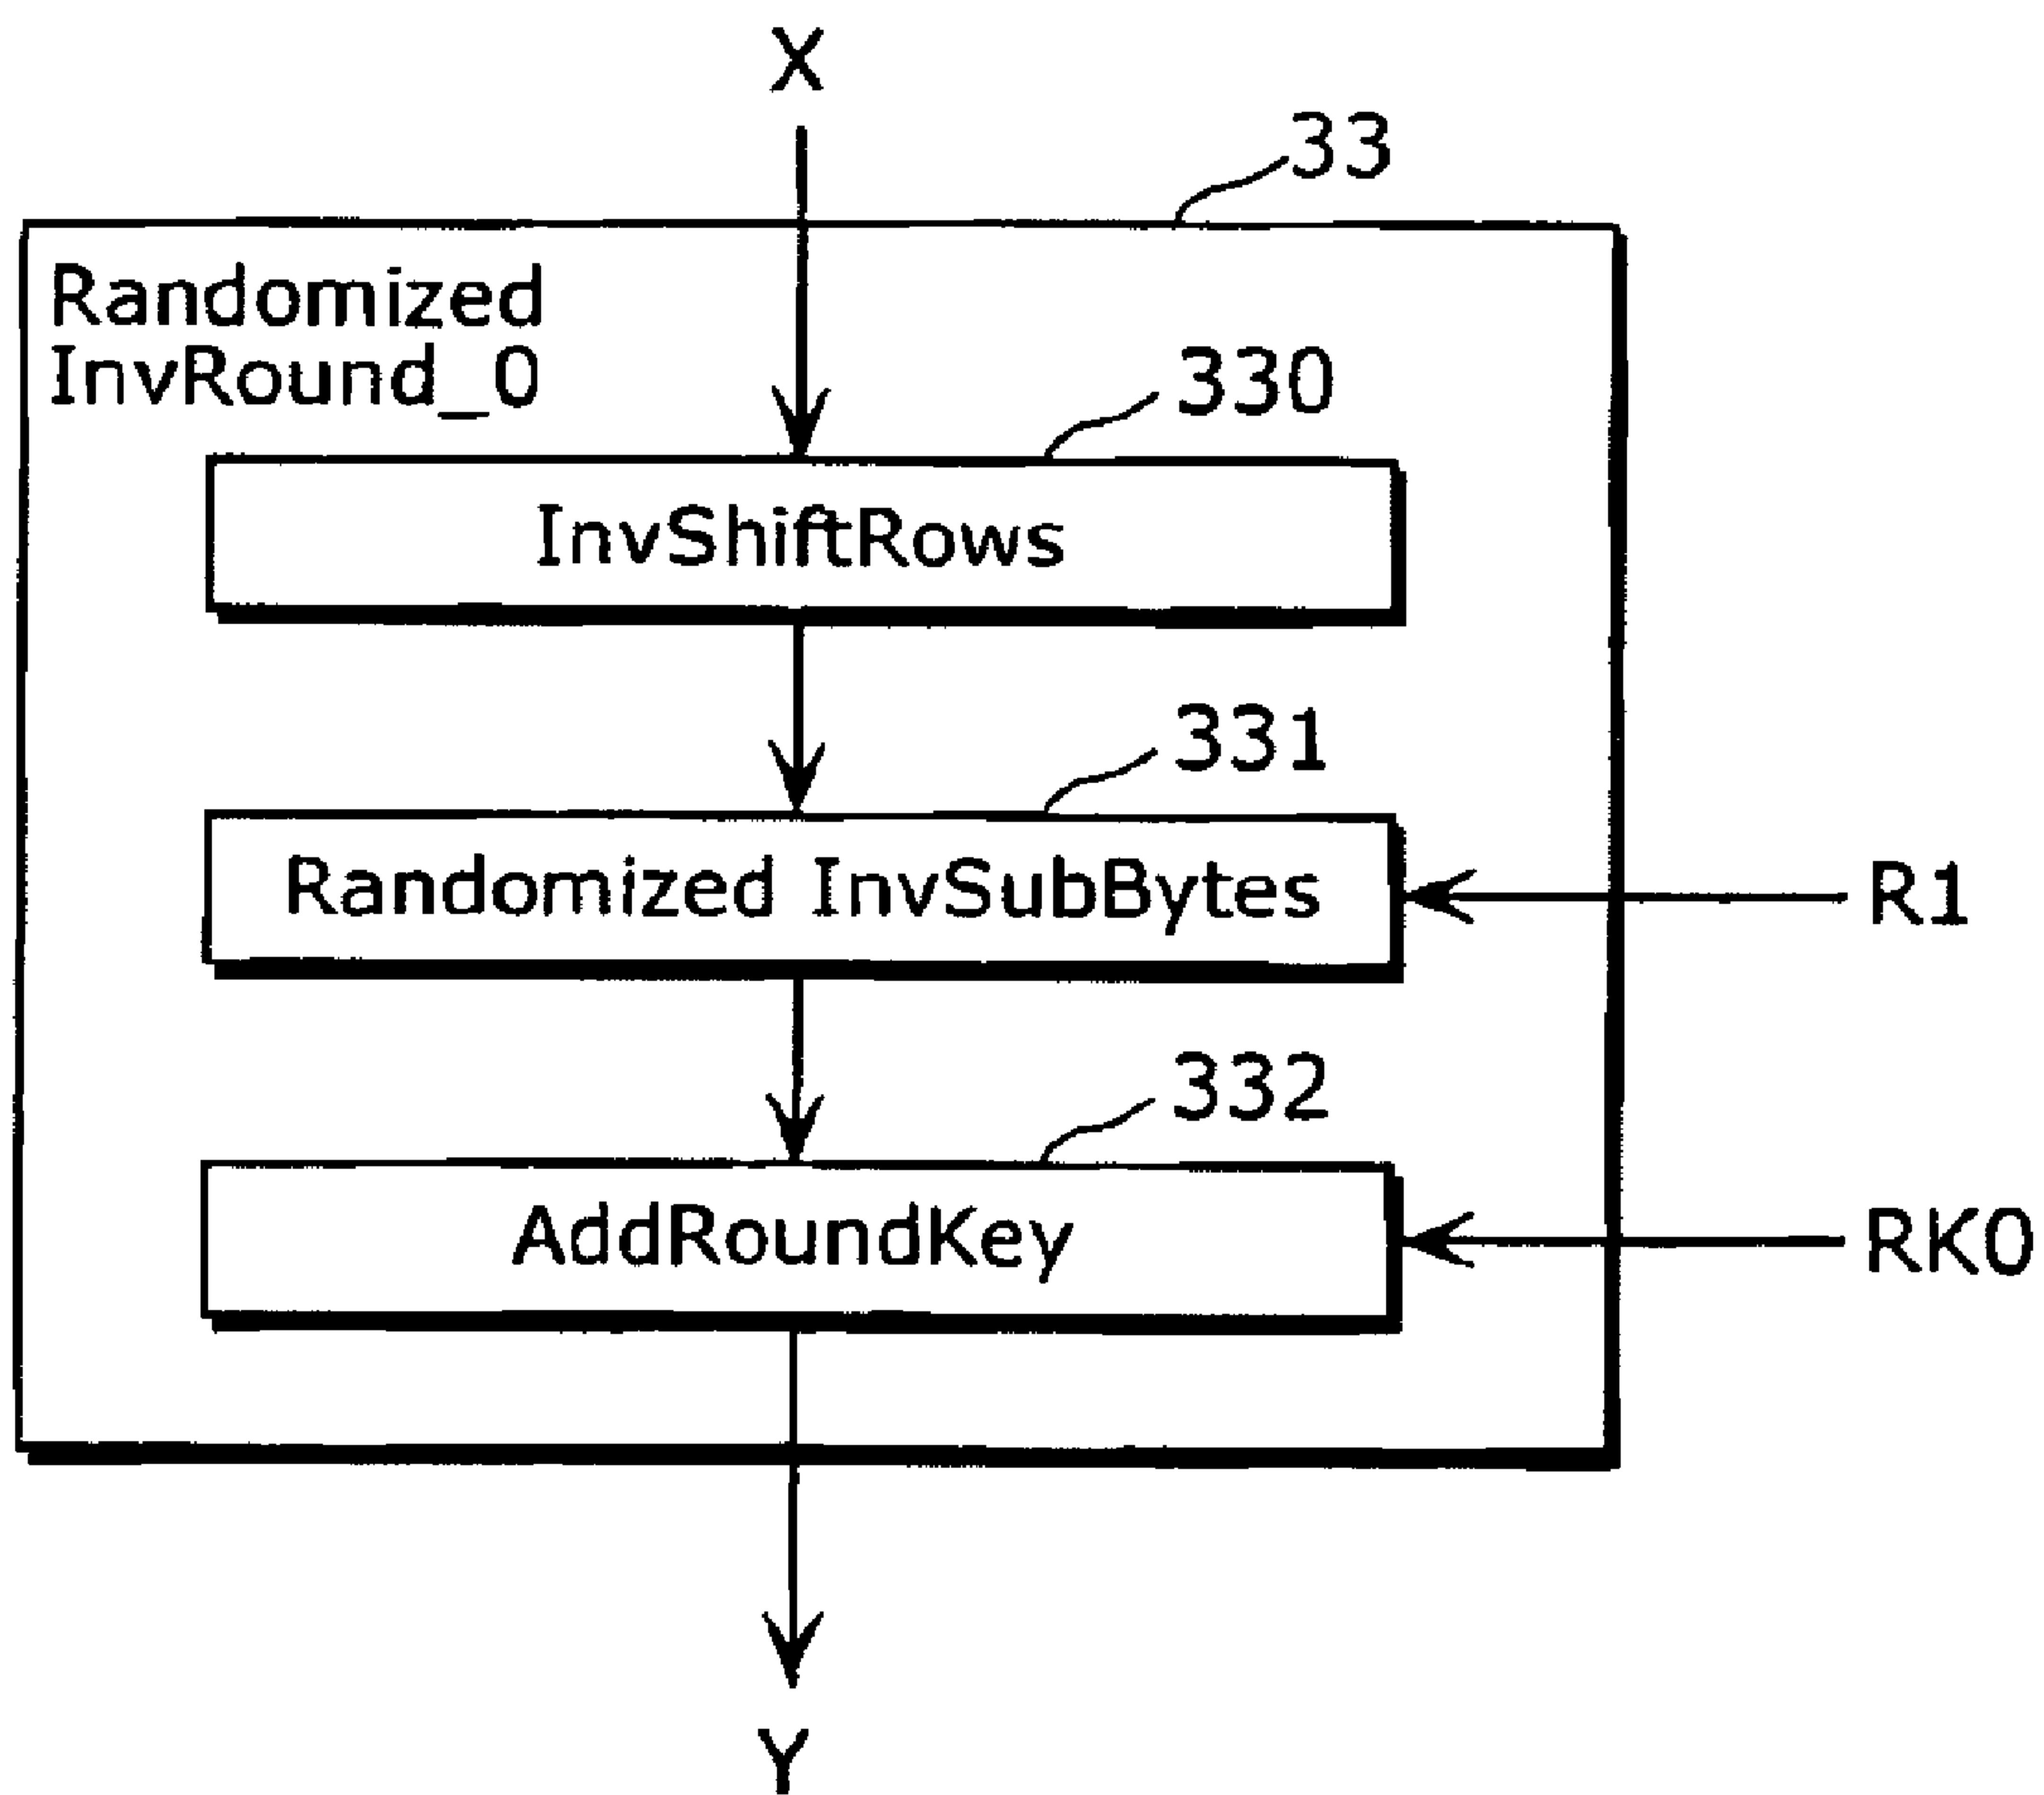 X
33
Randomized
InvRound_0
330
InvShiftRows
331
Randomized InvSubBytes
R1
332
AddRoundKey
RK0
Y